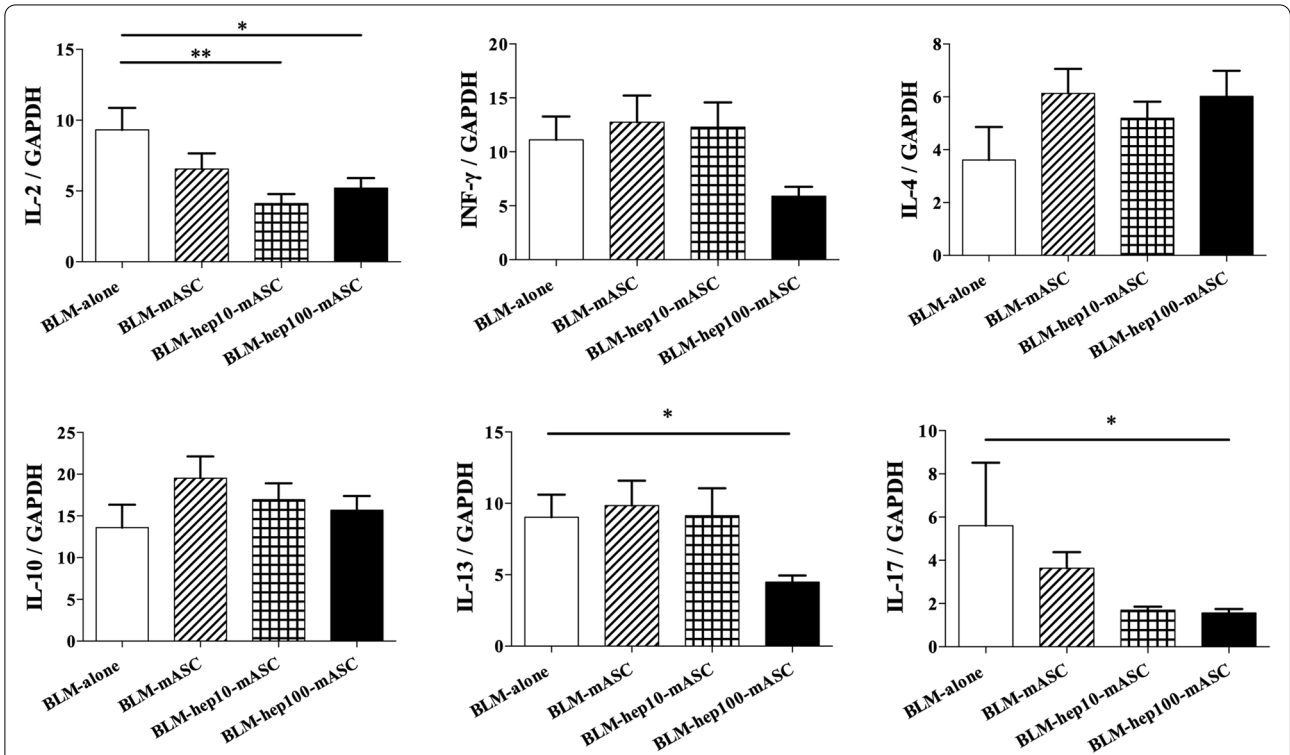 *
**
15
10
5
0
IL-2 / GAPDH
BLM-alone
BLM-mASC
BLM-hep10-mASC
BLM-hep100-mASC
20
15
10
5
0
INF-γ / GAPDH
BLM-alone
BLM-mASC
BLM-hep10-mASC
BLM-hep100-mASC
8
6
4
2
0
IL-4 / GAPDH
BLM-alone
BLM-mASC
BLM-hep10-mASC
BLM-hep100-mASC
25
20
15
10
5
0
IL-10 / GAPDH
BLM-alone
BLM-mASC
BLM-hep10-mASC
BLM-hep100-mASC
*
15
10
5
0
IL-13 / GAPDH
BLM-alone
BLM-mASC
BLM-hep10-mASC
BLM-hep100-mASC
*
10
8
6
4
2
0
IL-17 / GAPDH
BLM-alone
BLM-mASC
BLM-hep10-mASC
BLM-hep100-mASC